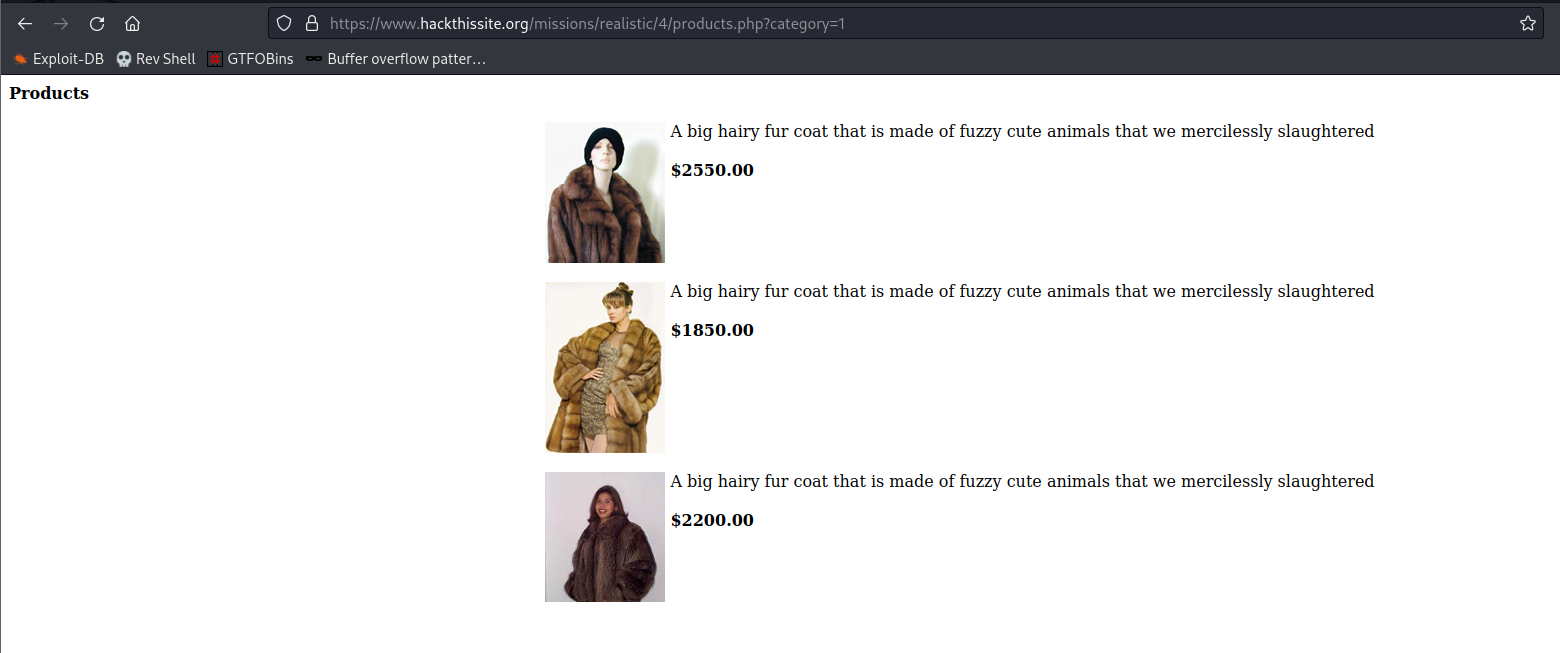 https://www.hackthissite.org/missions/realistic/4/products.php?category=1
Exploit-DB Rev Shell GTFOBins Buffer overflow patter…
Products
A big hairy fur coat that is made of fuzzy cute animals that we mercilessly slaughtered
$2550.00
A big hairy fur coat that is made of fuzzy cute animals that we mercilessly slaughtered
$1850.00
A big hairy fur coat that is made of fuzzy cute animals that we mercilessly slaughtered
$2200.00